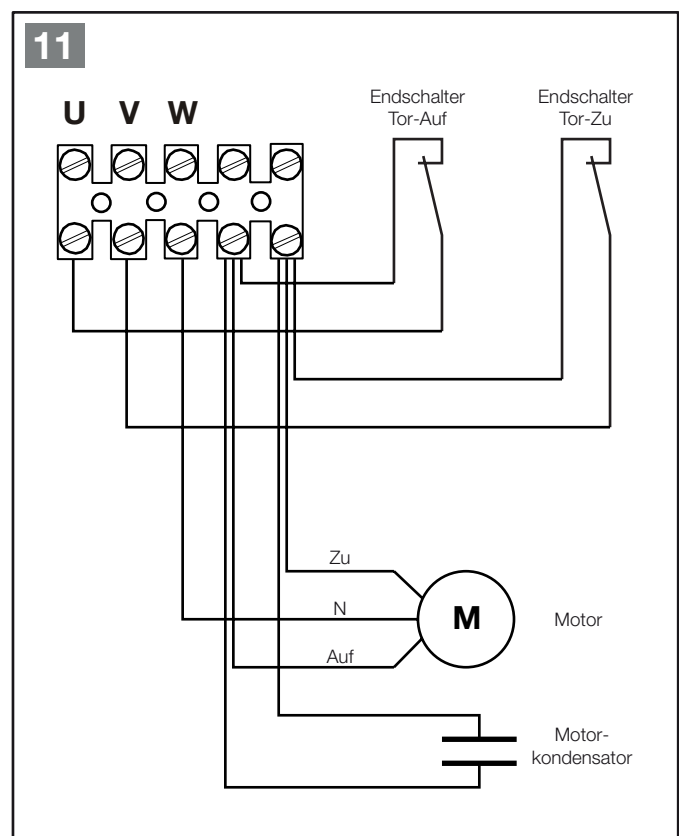 11
U V W
Endschalter
Tor-Auf
Endschalter
Tor-Zu
Zu
N
Auf
M
Motor
Motor-
kondensator